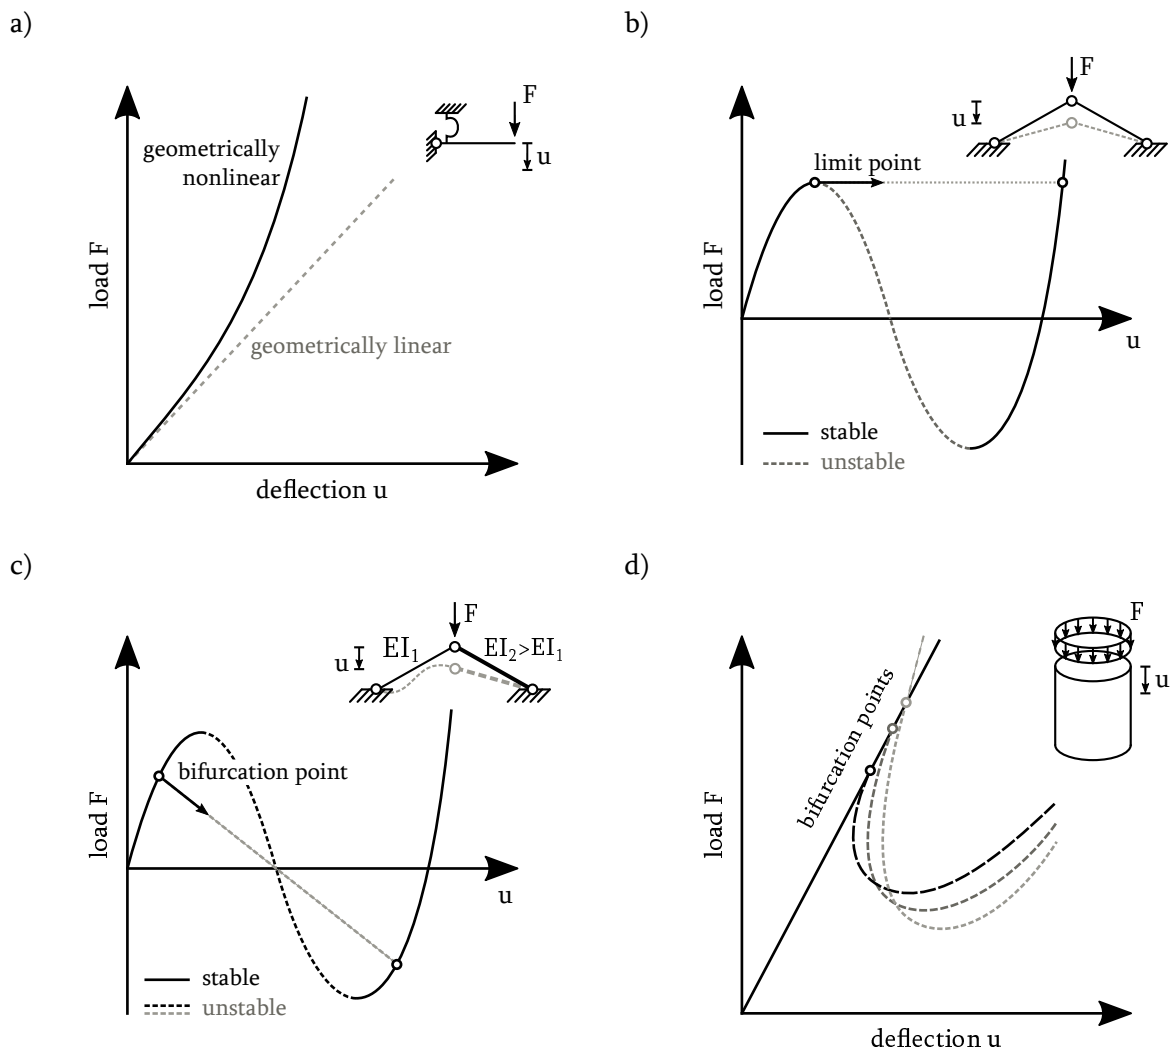 a)
F
geometrically
nonlinear
u
load F
geometrically linear
deflection u
b)
F
u
limit point
load F
u
stable
unstable
c)
F
EI₁
EI₂>EI₁
u
bifurcation point
load F
u
stable
unstable
d)
F
u
bifurcation points
load F
deflection u